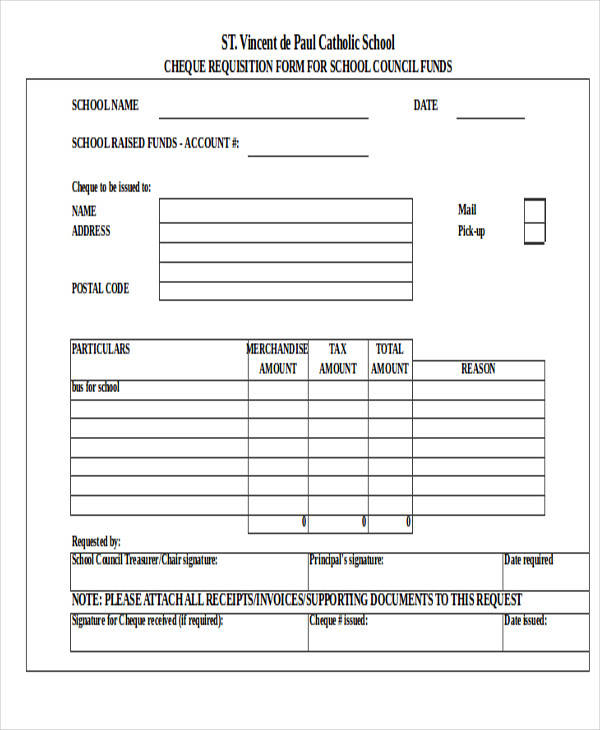 ST. Vincent de Paul Catholic School
CHEQUE REQUISITION FORM FOR SCHOOL COUNCIL FUNDS
SCHOOL NAME DATE
SCHOOL RAISED FUNDS - ACCOUNT #:
Cheque to be issued to:
NAME Mail
ADDRESS Pick-up
POSTAL CODE
PARTICULARS MERCHANDISE TAX TOTAL
AMOUNT AMOUNT AMOUNT REASON
bus for school
0 0 0
Requested by:
School Council Treasurer/Chair signature: Principal's signature: Date required
NOTE: PLEASE ATTACH ALL RECEIPTS/INVOICES/SUPPORTING DOCUMENTS TO THIS REQUEST
Signature for Cheque received (if required): Cheque # issued: Date issued: